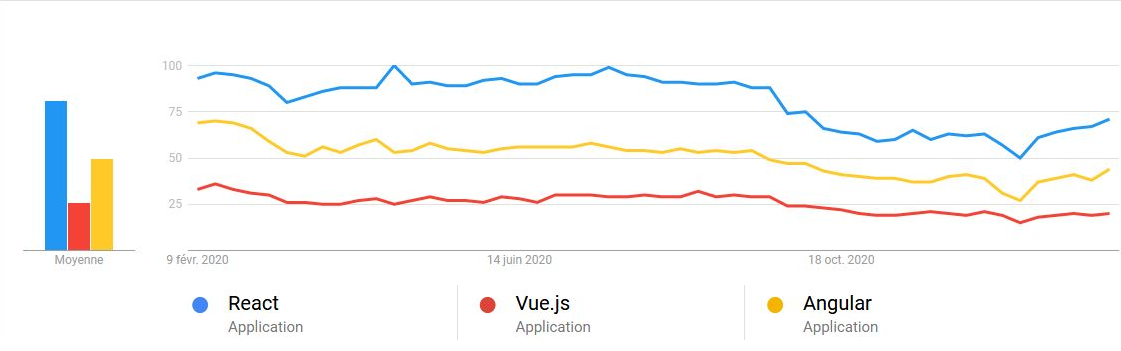 100
75
50
25
Moyenne
9 févr. 2020
14 juin 2020
18 oct. 2020
React
Application
Vue.js
Application
Angular
Application